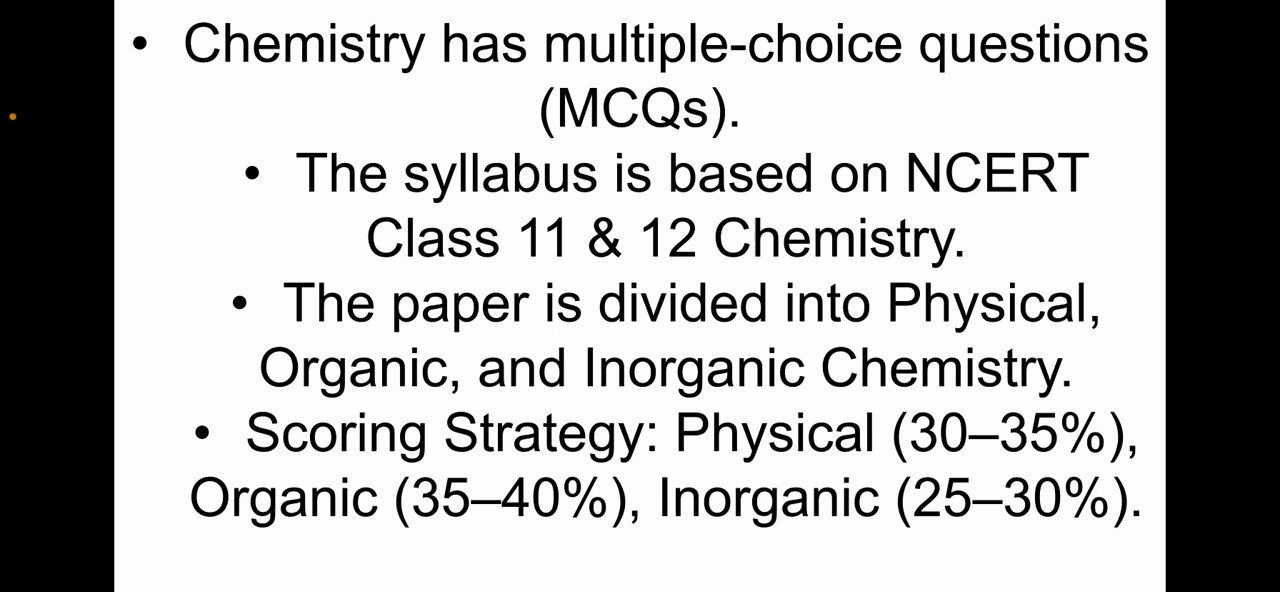 • Chemistry has multiple-choice questions
(MCQs).
• The syllabus is based on NCERT
Class 11 & 12 Chemistry.
• The paper is divided into Physical,
Organic, and Inorganic Chemistry.
• Scoring Strategy: Physical (30–35%),
Organic (35–40%), Inorganic (25–30%).